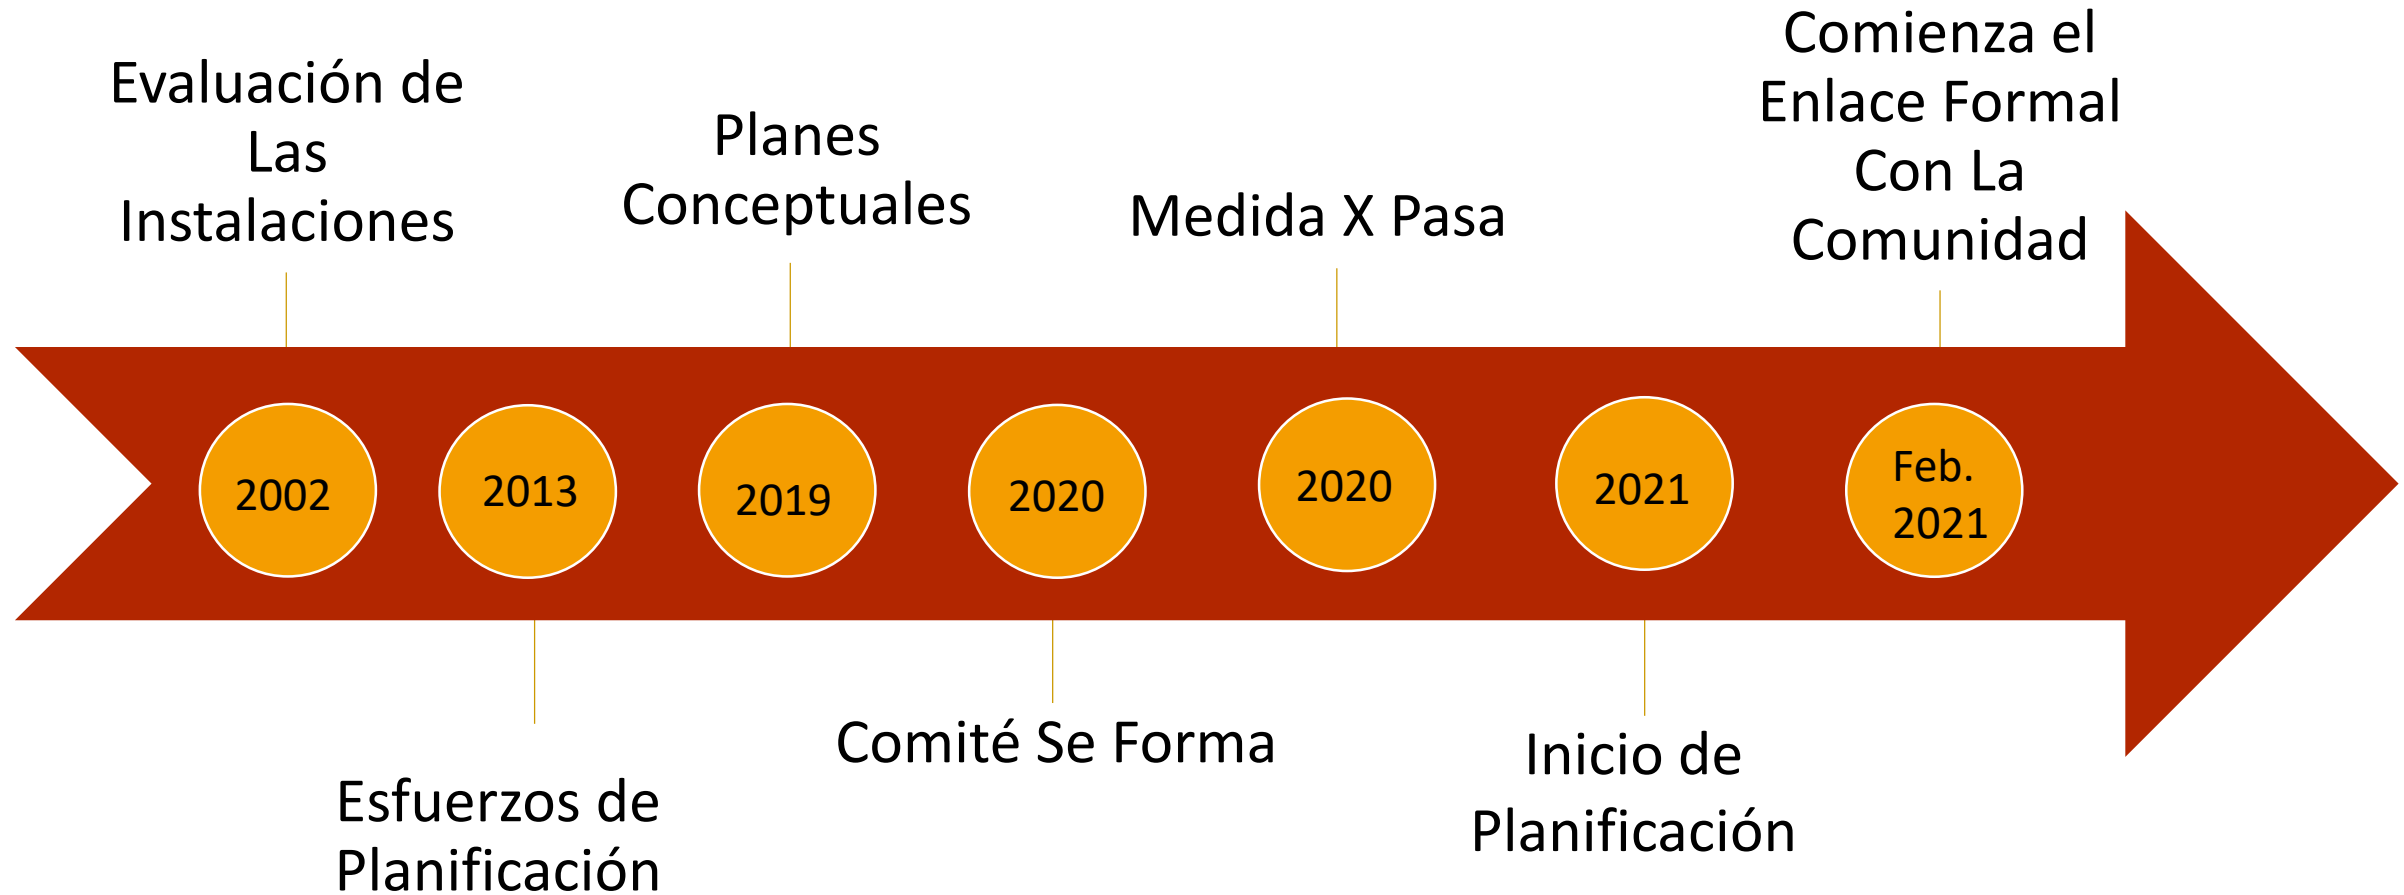 Evaluación de
Las
Instalaciones
Planes
Conceptuales
Medida X Pasa
Comienza el
Enlace Formal
Con La
Comunidad
2002
2013
2019
2020
2020
2021
Feb.
2021
Esfuerzos de
Planificación
Comité Se Forma
Inicio de
Planificación